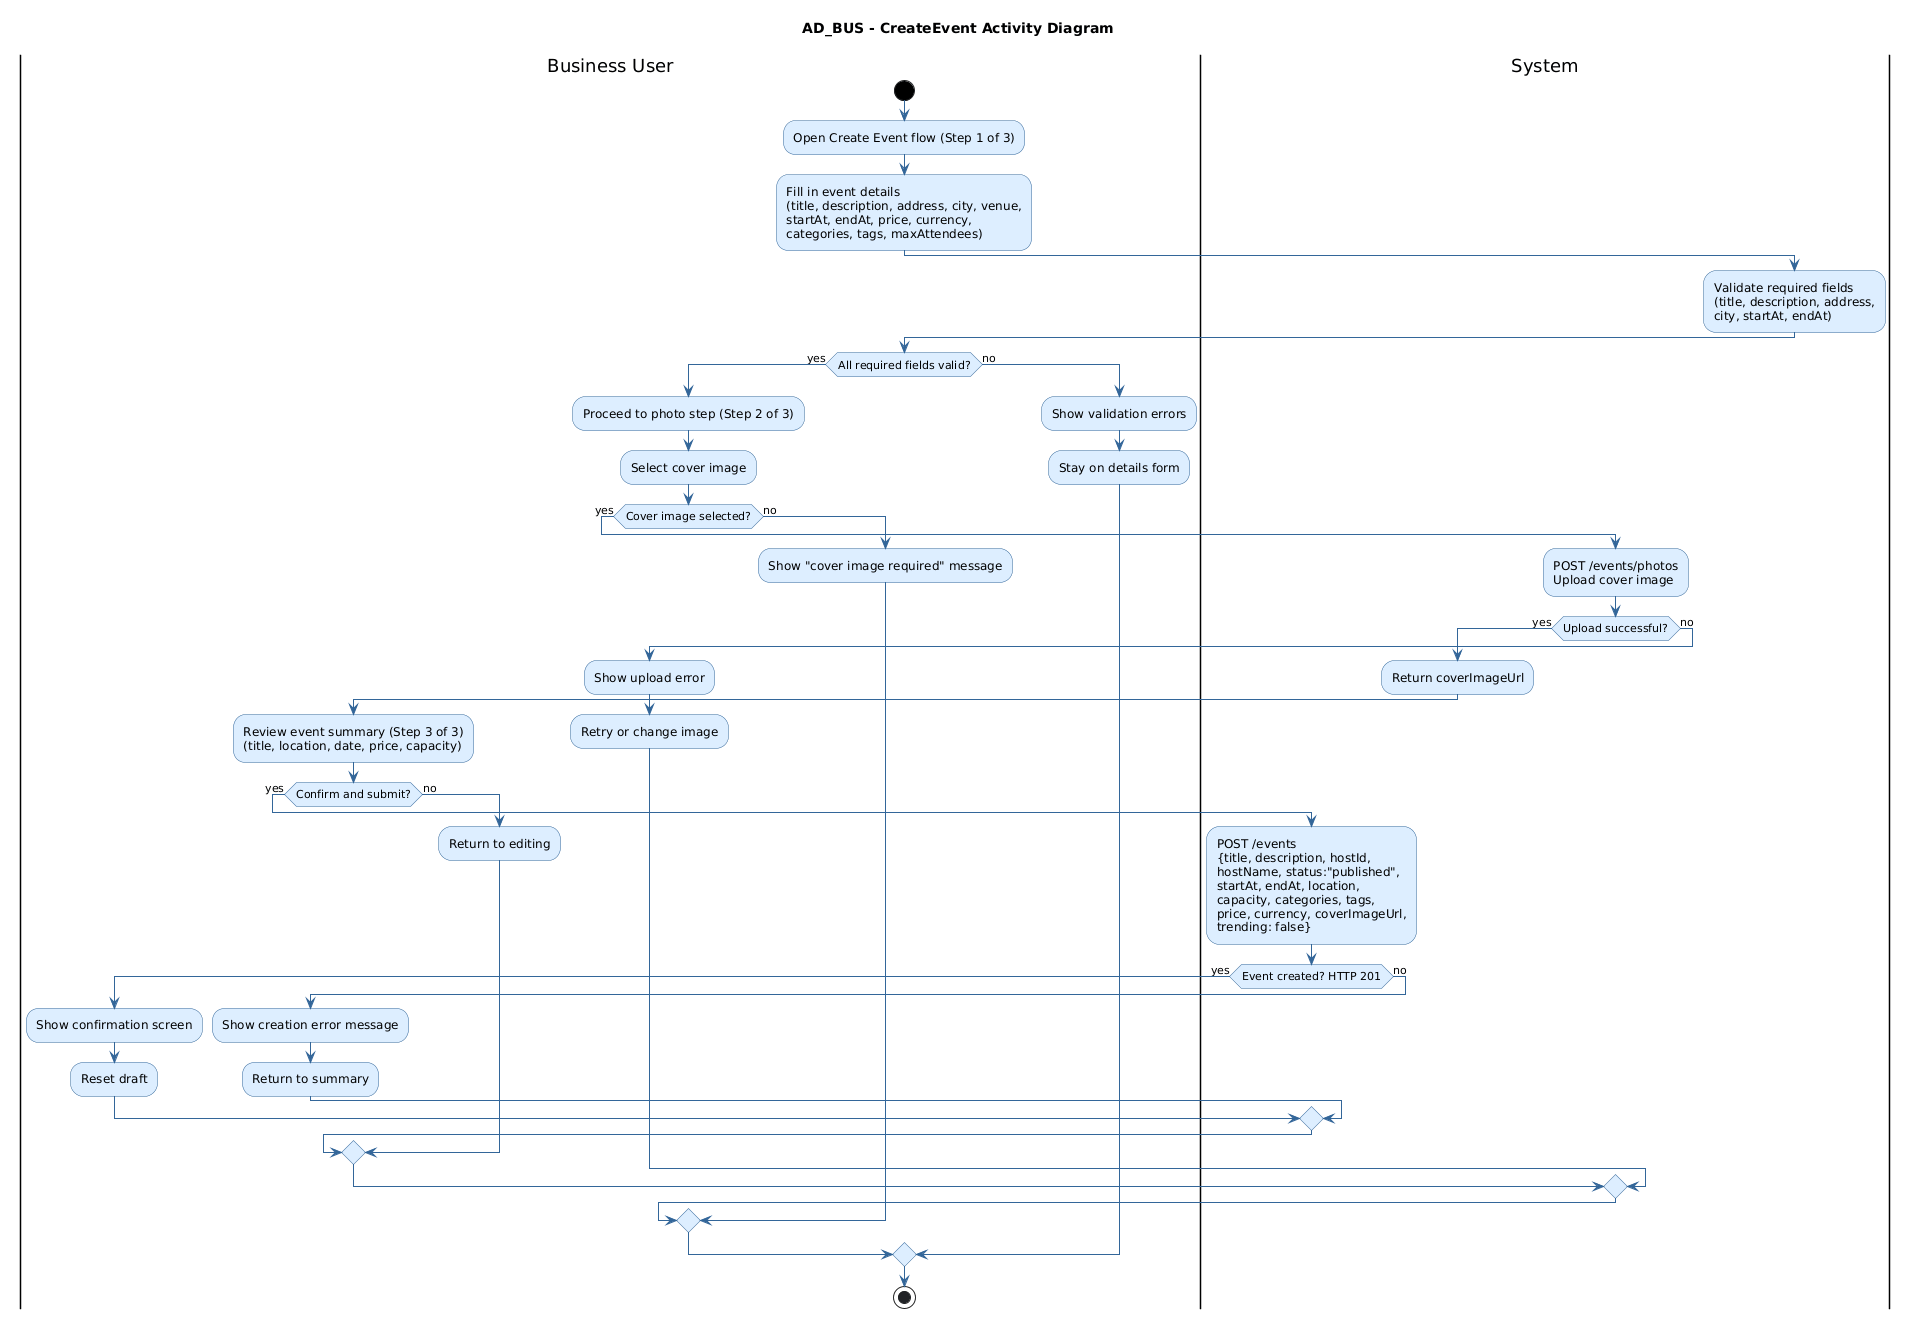 AD_BUS - CreateEvent Activity Diagram
Business User
System
Open Create Event flow (Step 1 of 3)
Fill in event details
(title, description, address, city, venue,
startAt, endAt, price, currency,
categories, tags, maxAttendees)
Validate required fields
(title, description, address,
city, startAt, endAt)
yes
All required fields valid?
no
Proceed to photo step (Step 2 of 3)
Show validation errors
Select cover image
Stay on details form
yes
Cover image selected?
no
Show "cover image required" message
POST /events/photos
Upload cover image
yes
Upload successful?
no
Show upload error
Return coverImageUrl
Review event summary (Step 3 of 3)
(title, location, date, price, capacity)
Retry or change image
yes
Confirm and submit?
no
Return to editing
POST /events
{title, description, hostId,
hostName, status:"published",
startAt, endAt, location,
capacity, categories, tags,
price, currency, coverImageUrl,
trending: false}
yes
Event created? HTTP 201
no
Show confirmation screen
Show creation error message
Reset draft
Return to summary